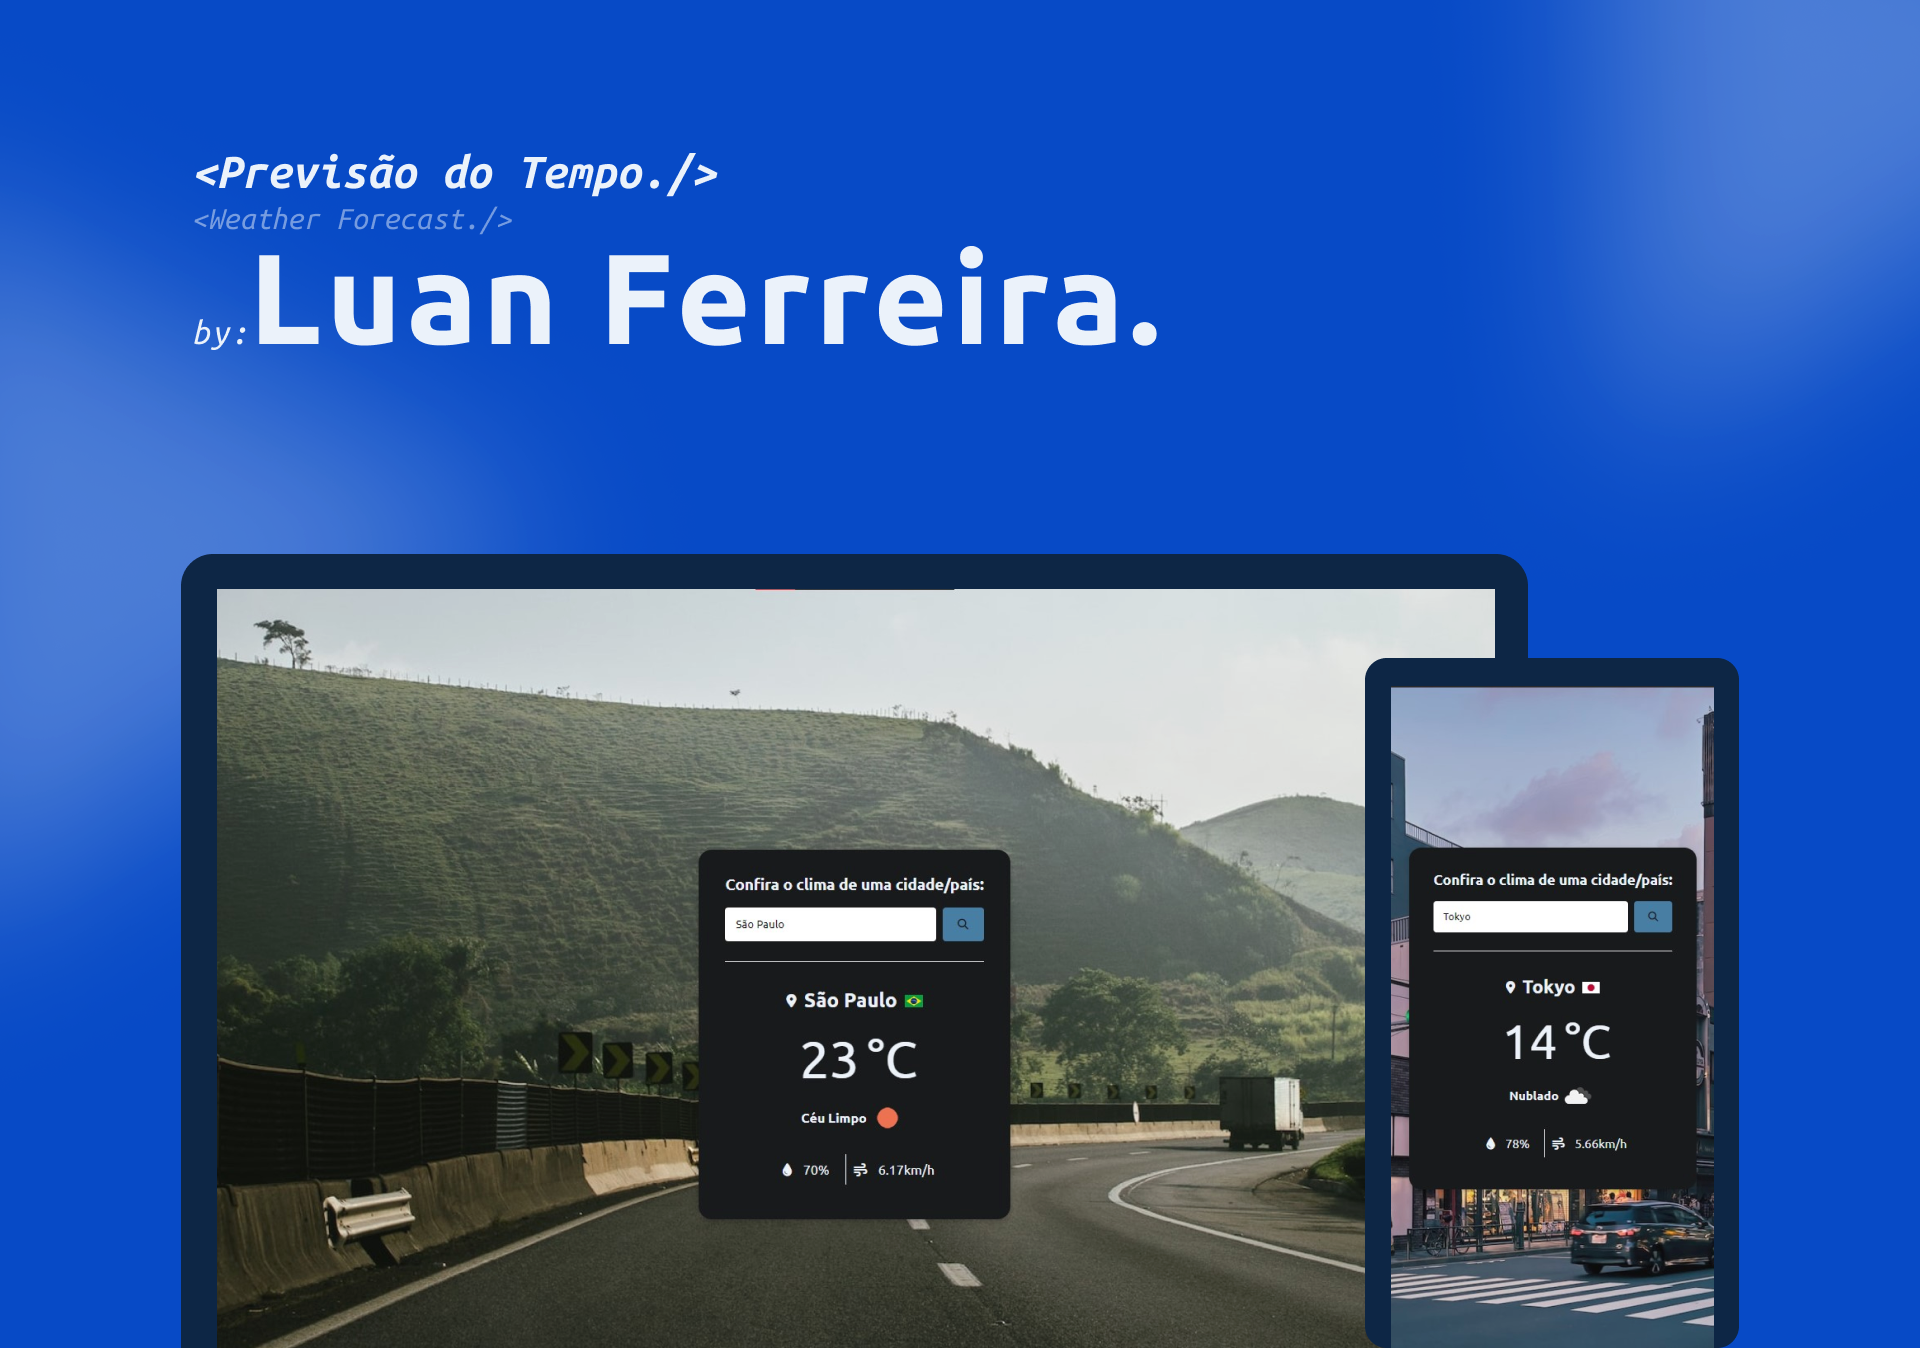 <Previsão do Tempo./>
<Weather Forecast./>
by: Luan Ferreira.
Confira o clima de uma cidade/país:
São Paulo
São Paulo
23 °C
Céu Limpo
70% 6.17km/h
Confira o clima de uma cidade/país:
Tokyo
Tokyo
14 °C
Nublado
78% 5.66km/h